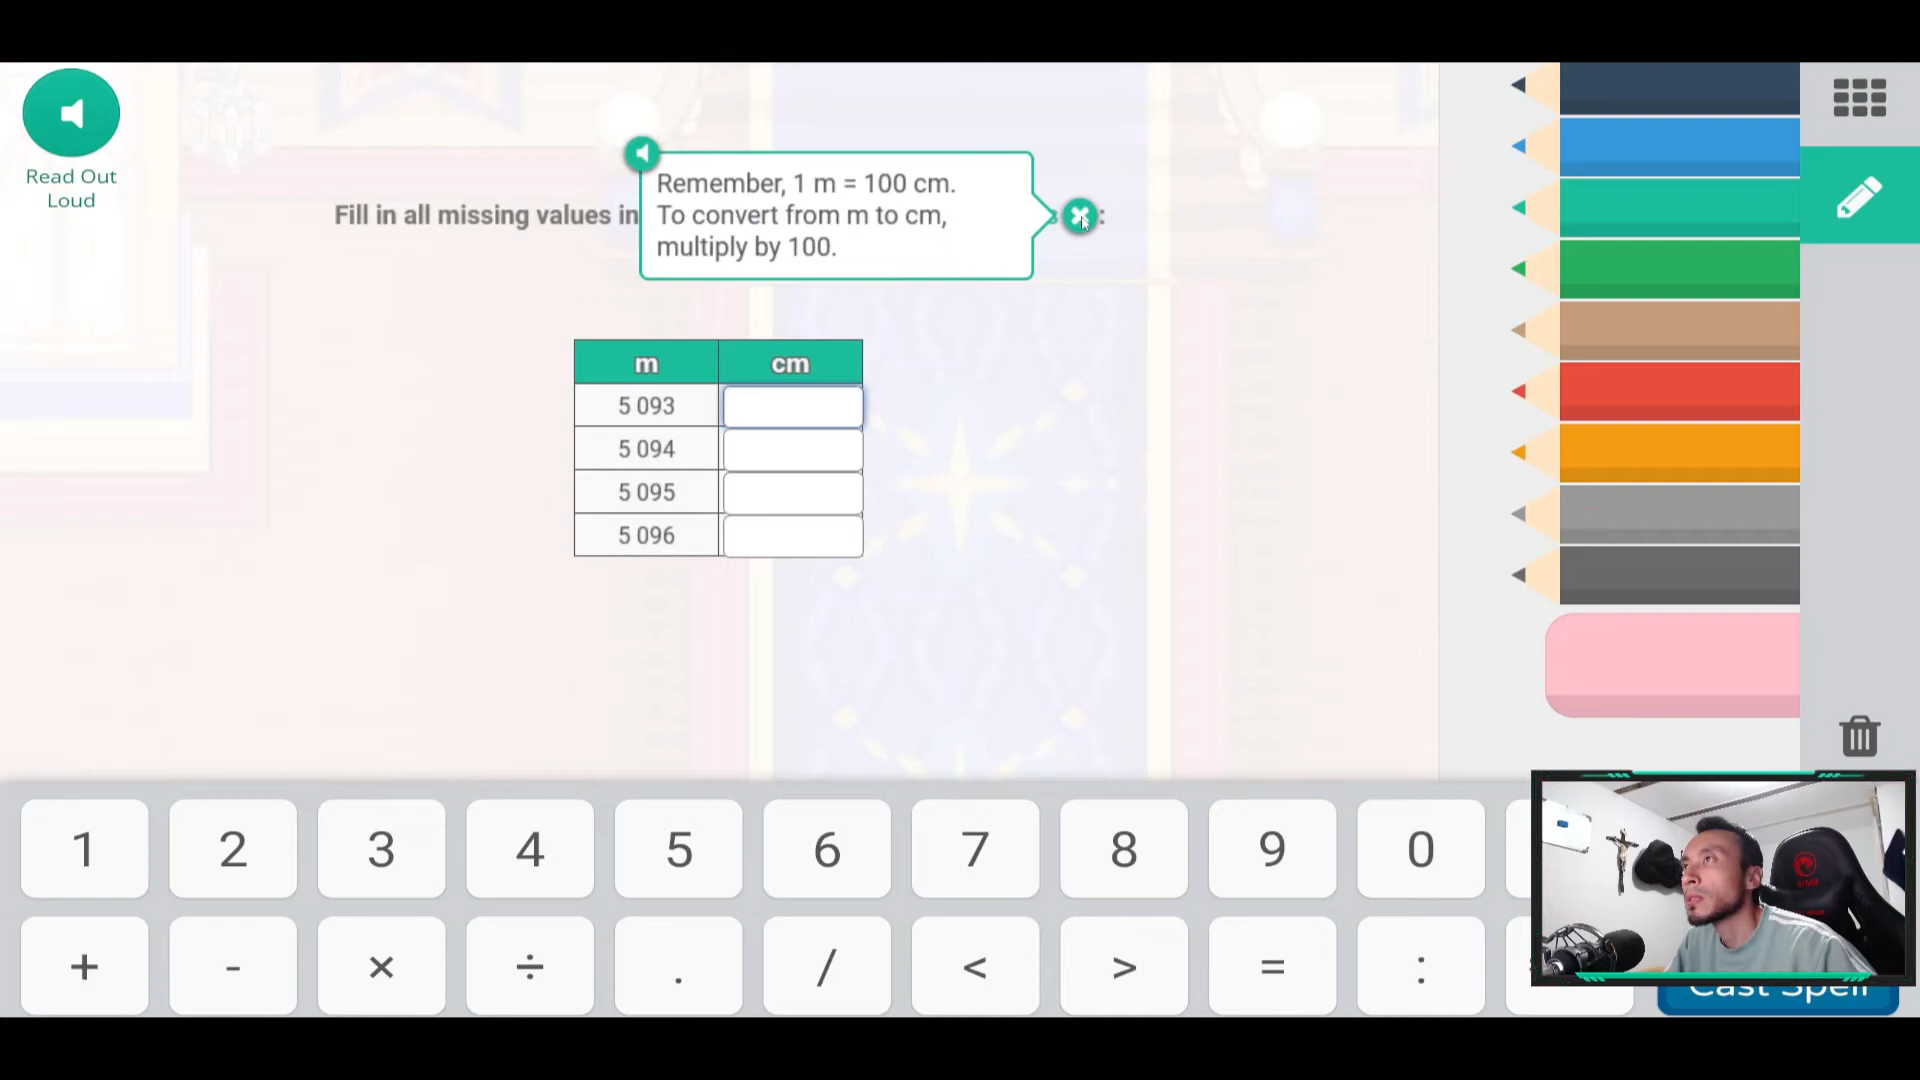 Read Out
Loud
Remember, 1 m = 100 cm.
To convert from m to cm,
multiply by 100.
Fill in all missing values in :
m cm
5 093
5 094
5 095
5 096
1 2 3 4 5 6 7 8 9 0
+ - × ÷ . / < > = :
Cast Spell